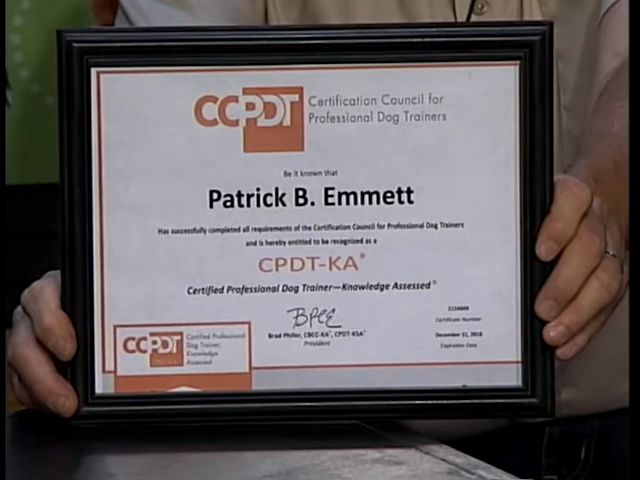 CCPDT
Certification Council for
Professional Dog Trainers
Be it known that
Patrick B. Emmett
Has successfully completed all requirements of the Certification Council for Professional Dog Trainers
and is hereby entitled to be recognized as a
CPDT-KA®
Certified Professional Dog Trainer—Knowledge Assessed®
Brad Phifer, CBCC-KA®, CPDT-KSA®
President
Certificate Number
December 31, 2018
Expiration Date
CCPDT
Certified Professional
Dog Trainer
Knowledge
Assessed